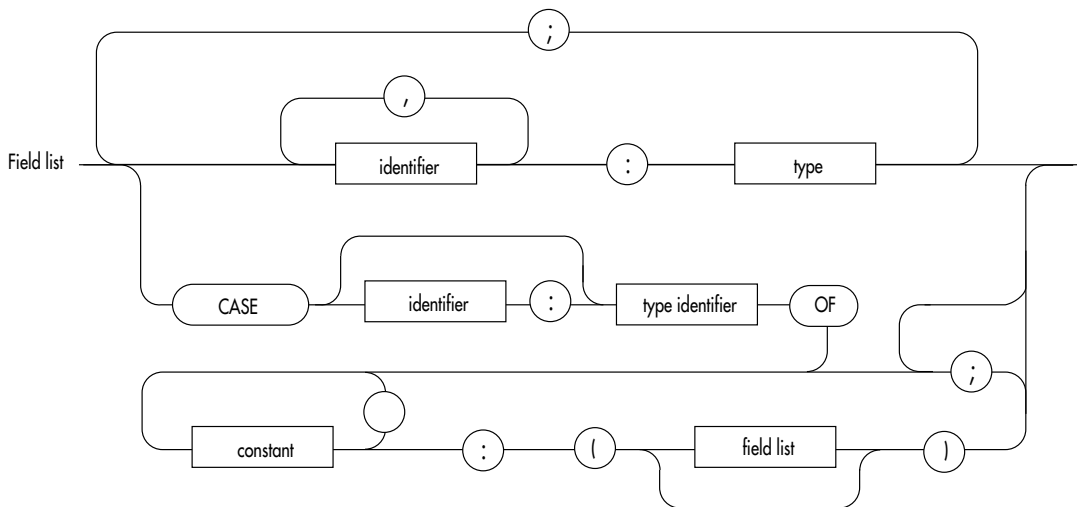 ;
,
Field list identifier : type
CASE identifier : type identifier OF
;
constant : ( field list )